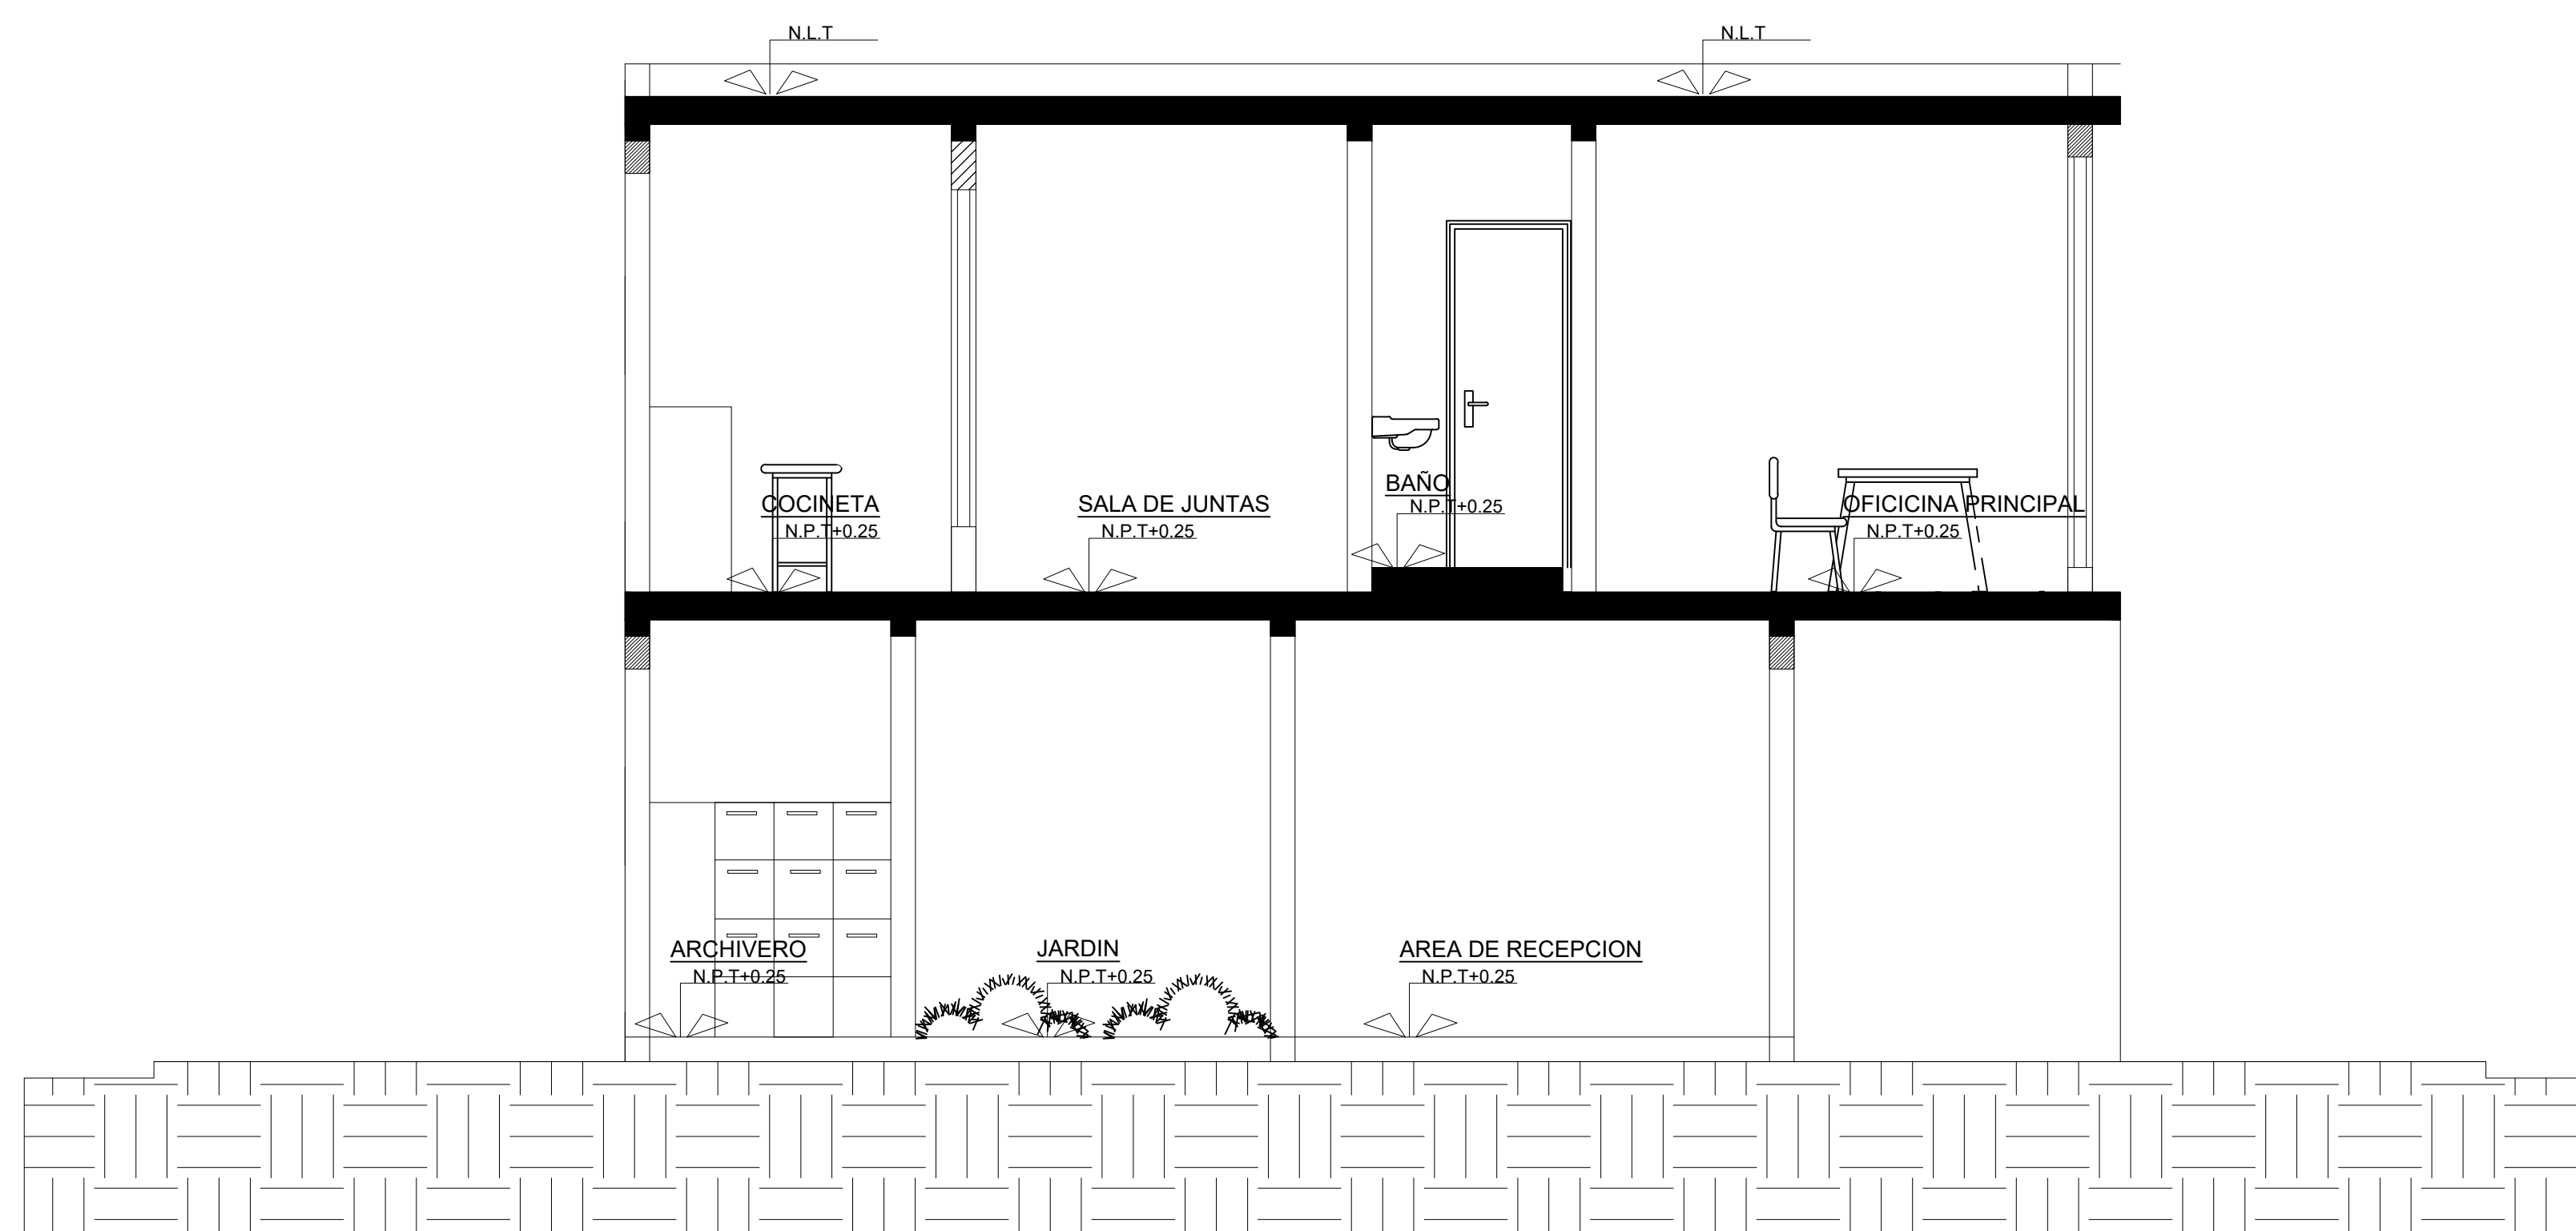 N.L.T
N.L.T
BAÑO
N.P.T+0.25
COCINETA
N.P.T+0.25
SALA DE JUNTAS
N.P.T+0.25
OFICICINA PRINCIPAL
N.P.T+0.25
ARCHIVERO
N.P.T+0.25
JARDIN
N.P.T+0.25
AREA DE RECEPCION
N.P.T+0.25